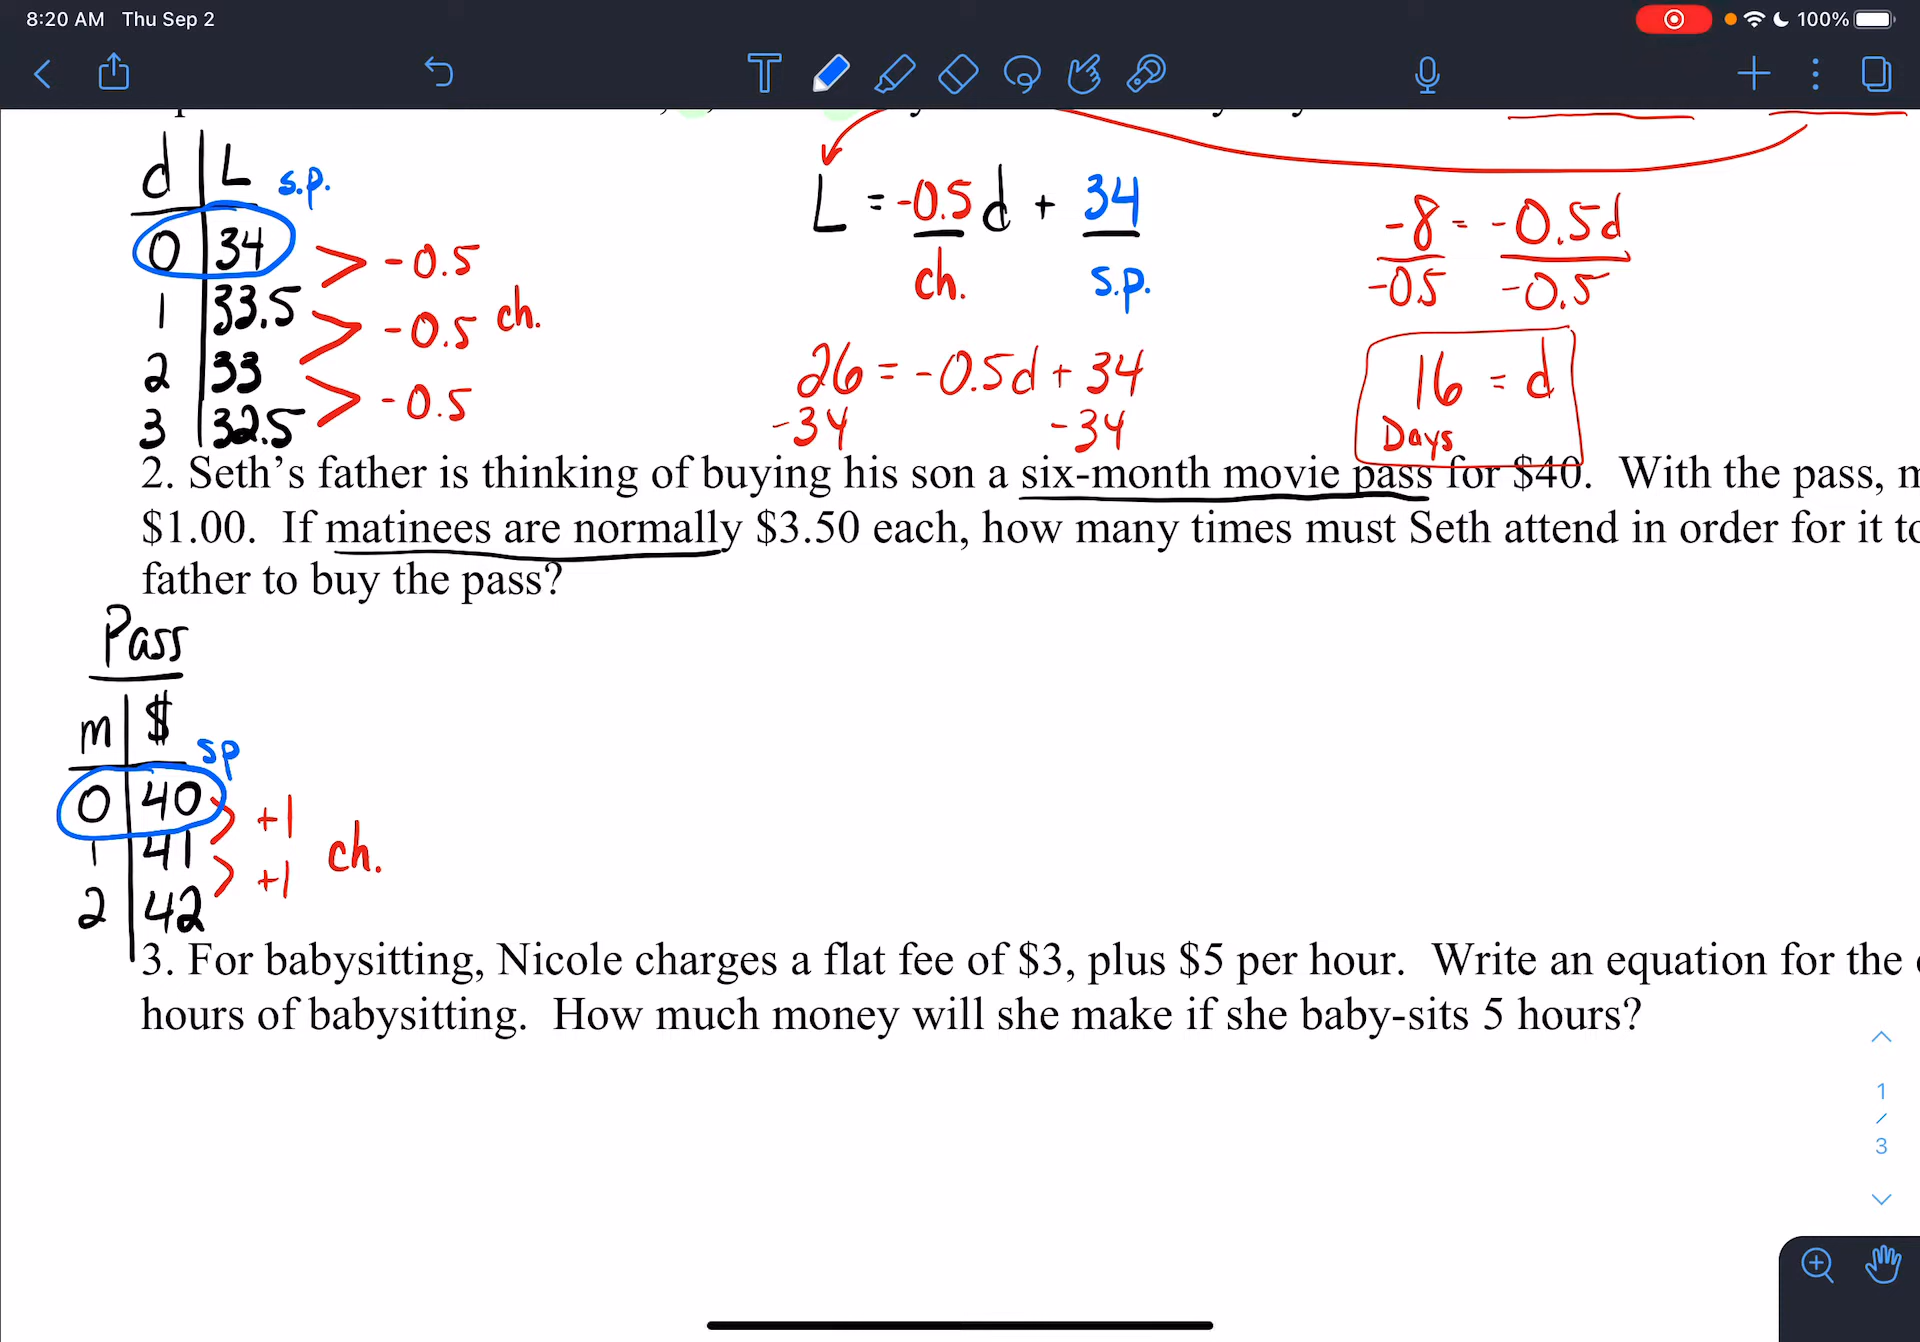 8:20 AM Thu Sep 2
100%
d L s.p.
0 34
1 33.5
2 33
3 32.5
> -0.5
> -0.5 ch.
> -0.5
L = -0.5d + 34
ch. s.p.
26 = -0.5d + 34
-34 -34
-8 = -0.5d
-05 -0.5
16 = d
Days
2. Seth’s father is thinking of buying his son a six-month movie pass for $40. With the pass, m
$1.00. If matinees are normally $3.50 each, how many times must Seth attend in order for it to
father to buy the pass?
Pass
m $
sp
0 40
1 41
2 42
> +1
> +1
ch.
3. For babysitting, Nicole charges a flat fee of $3, plus $5 per hour. Write an equation for the
hours of babysitting. How much money will she make if she baby-sits 5 hours?
1
/
3